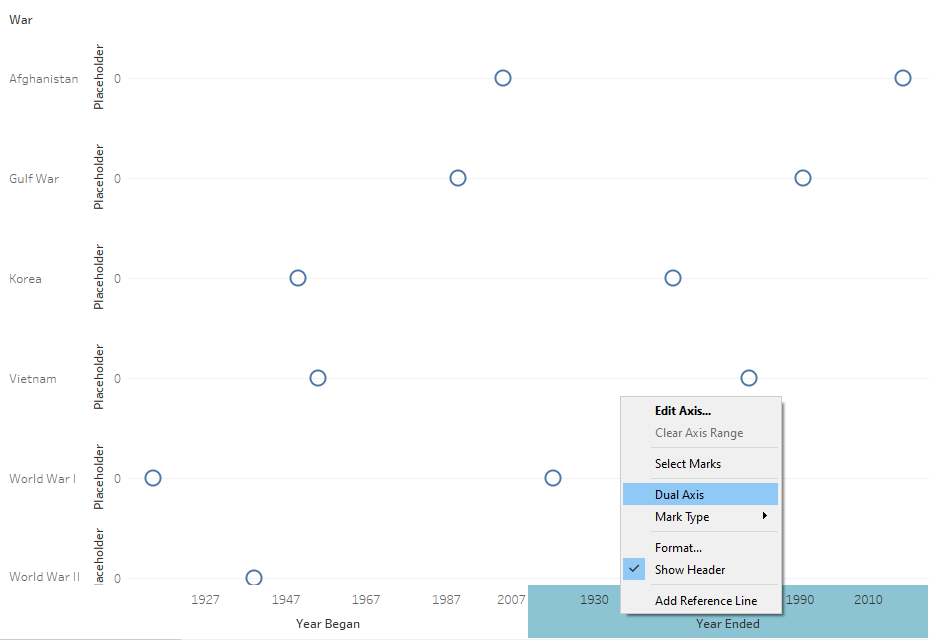 War
Afghanistan
Placeholder
0
Gulf War
Placeholder
0
Korea
Placeholder
0
Vietnam
Placeholder
0
World War I
Placeholder
0
World War II
laceholder
0
Edit Axis...
Clear Axis Range
Select Marks
Dual Axis
Mark Type
Format...
Show Header
Add Reference Line
1927 1947 1967 1987 2007 1930 1990 2010
Year Began Year Ended